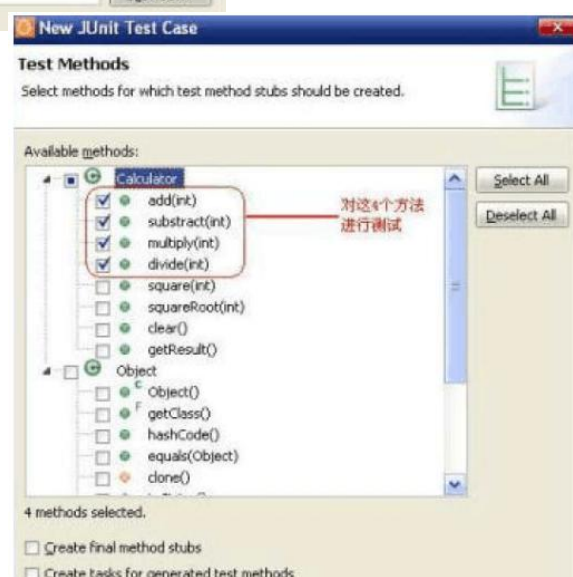 New JUnit Test Case
Test Methods
Select methods for which test method stubs should be created.
Available methods:
Calculator
add(int)
substract(int)
multiply(int)
divide(int)
square(int)
squareRoot(int)
clear()
getResult()
Object
Object()
getClass()
hashCode()
equals(Object)
clone()
对这4个方法
进行测试
Select All
Deselect All
4 methods selected.
Create final method stubs
Create tasks for generated test methods